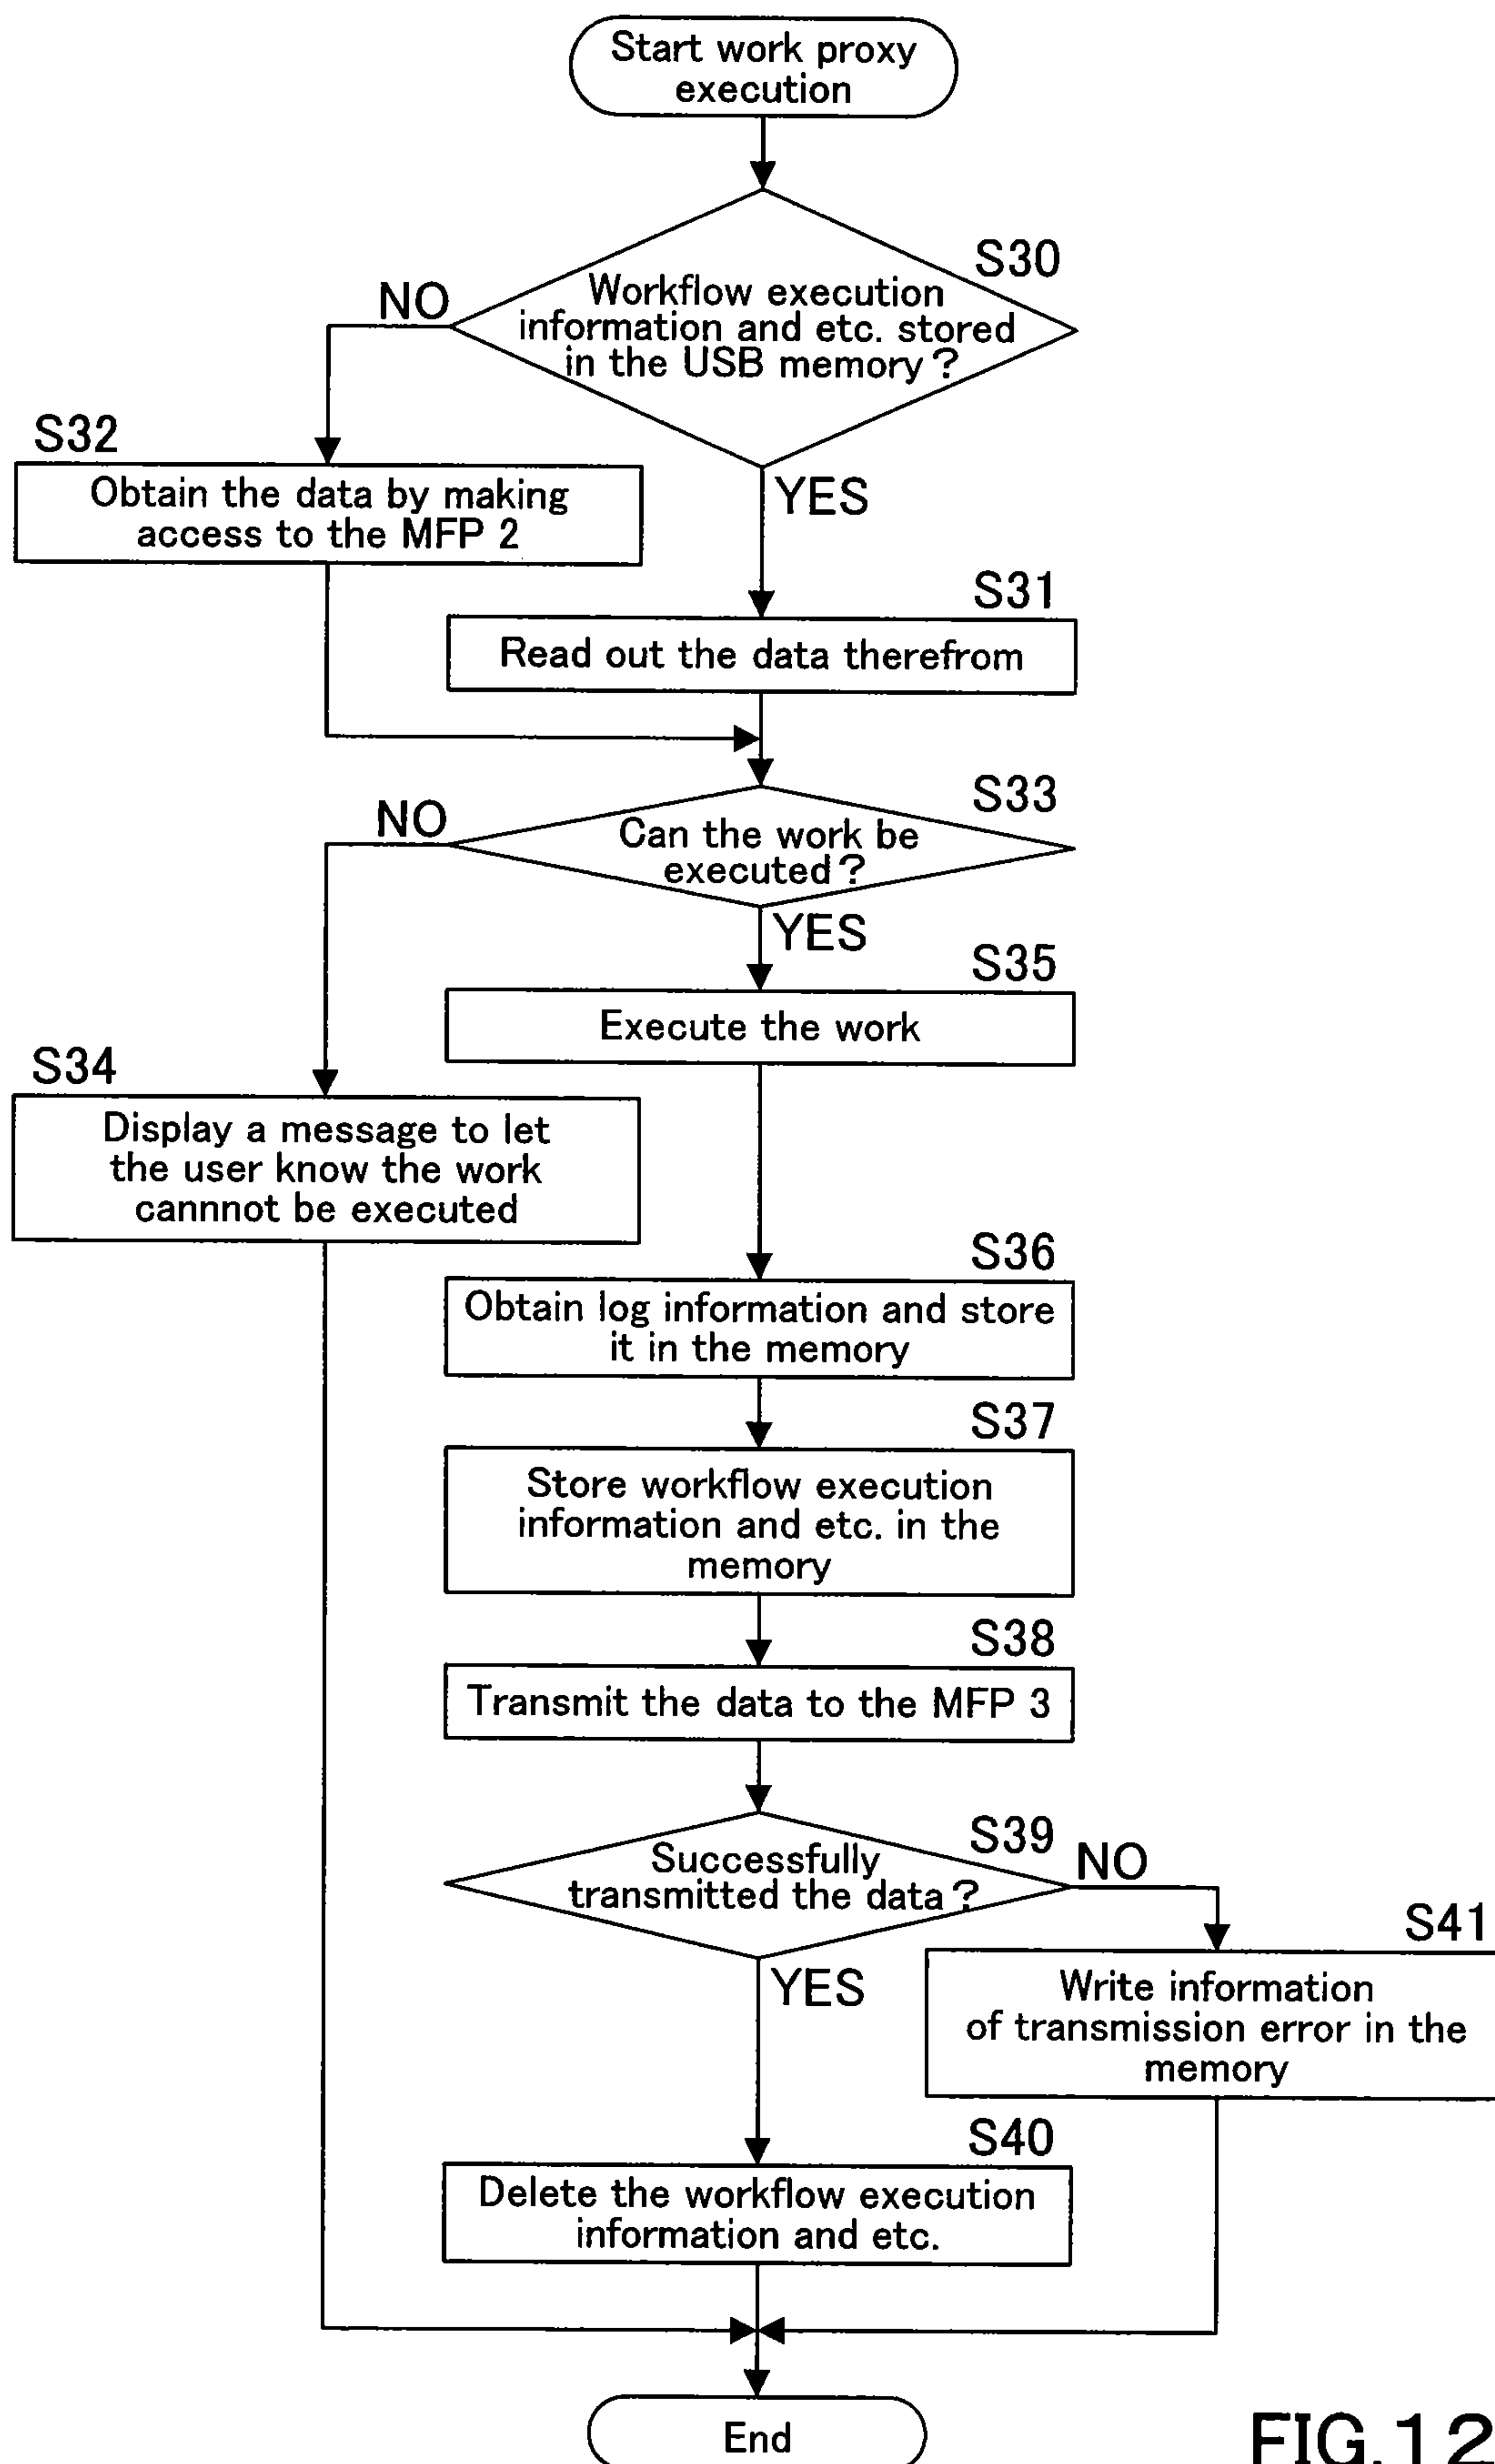 Start work proxy
execution
S30
NO
Workflow execution
information and etc. stored
in the USB memory?
S32
YES
Obtain the data by making
access to the MFP 2
S31
Read out the data therefrom
S33
NO
Can the work be
executed?
YES
S35
Execute the work
S34
Display a message to let
the user know the work
cannnot be executed
S36
Obtain log information and store
it in the memory
S37
Store workflow execution
information and etc. in the
memory
S38
Transmit the data to the MFP 3
S39
NO
Successfully
transmitted the data?
S41
YES
Write information
of transmission error in the
memory
S40
Delete the workflow execution
information and etc.
End
FIG.12